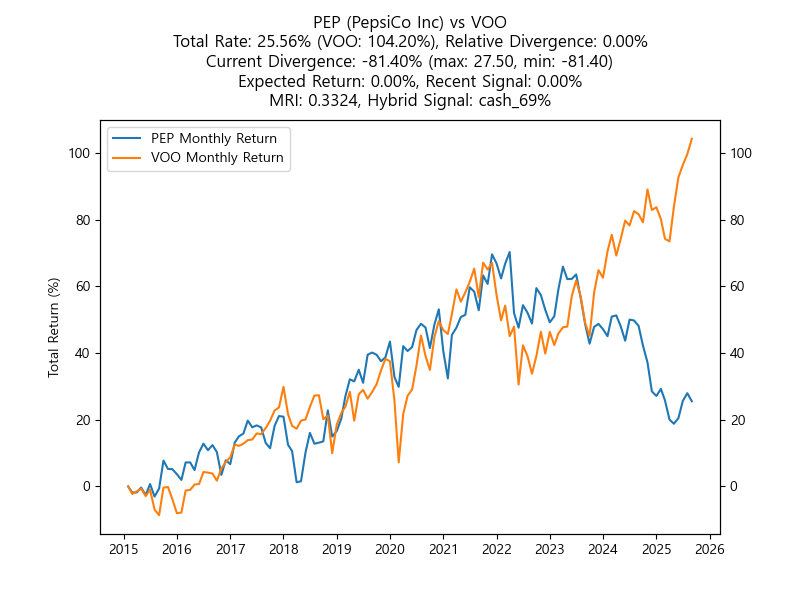 PEP (PepsiCo Inc) vs VOO
Total Rate: 25.56% (VOO: 104.20%), Relative Divergence: 0.00%
Current Divergence: -81.40% (max: 27.50, min: -81.40)
Expected Return: 0.00%, Recent Signal: 0.00%
MRI: 0.3324, Hybrid Signal: cash_69%
PEP Monthly Return
VOO Monthly Return
Total Return (%)
100
80
60
40
20
0
100
80
60
40
20
0
2015 2016 2017 2018 2019 2020 2021 2022 2023 2024 2025 2026